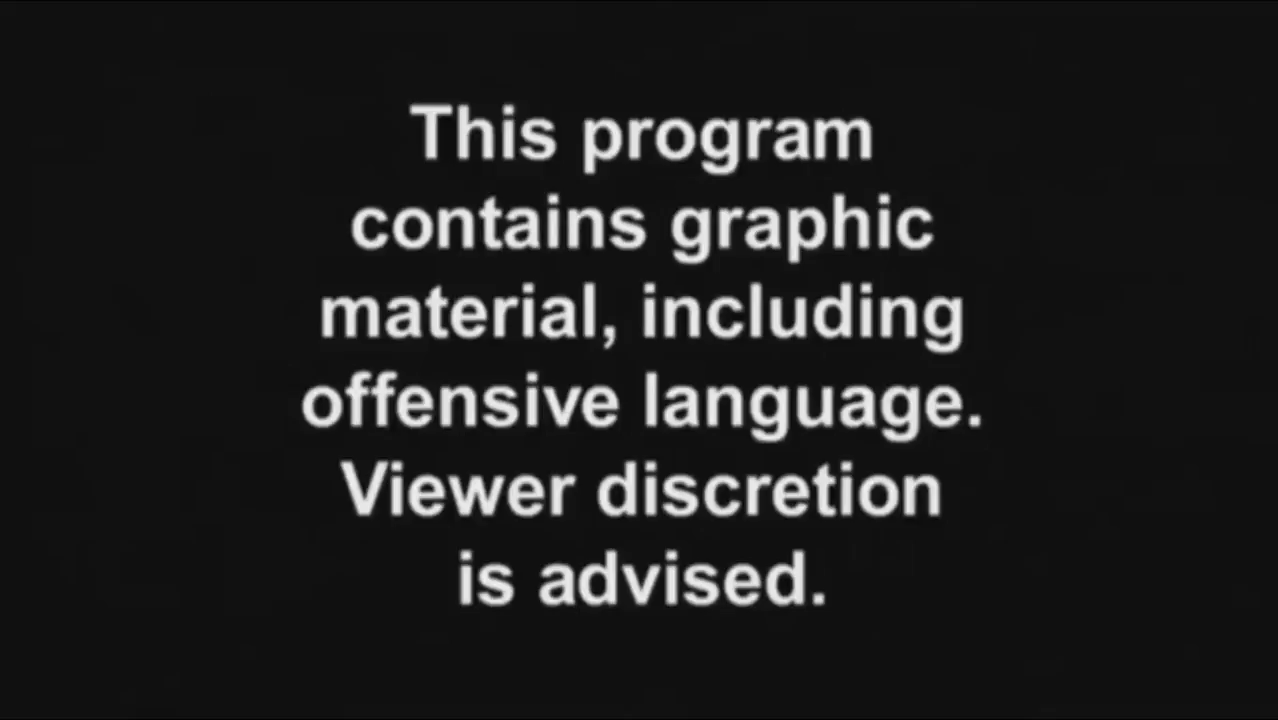 This program
contains graphic
material, including
offensive language.
Viewer discretion
is advised.